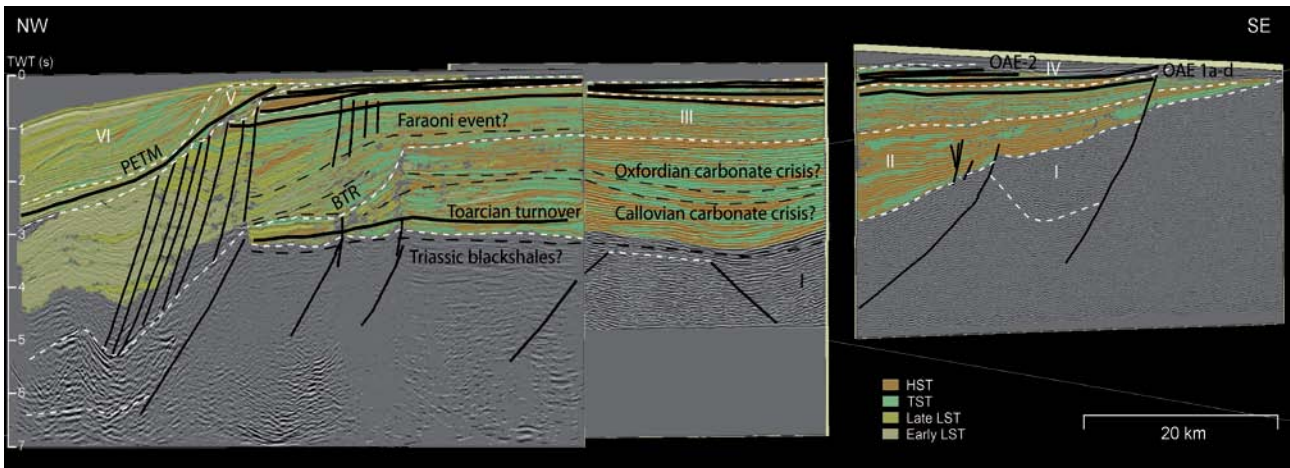 NW
SE
TWT (s)
0
1
2
3
4
5
6
7
VI
V
PETM
Faraoni event?
BTR
Toarcian turnover
Triassic blackshales?
III
Oxfordian carbonate crisis?
Callovian carbonate crisis?
I
OAE-2
IV
OAE 1a-d
II
I
HST
TST
Late LST
Early LST
20 km